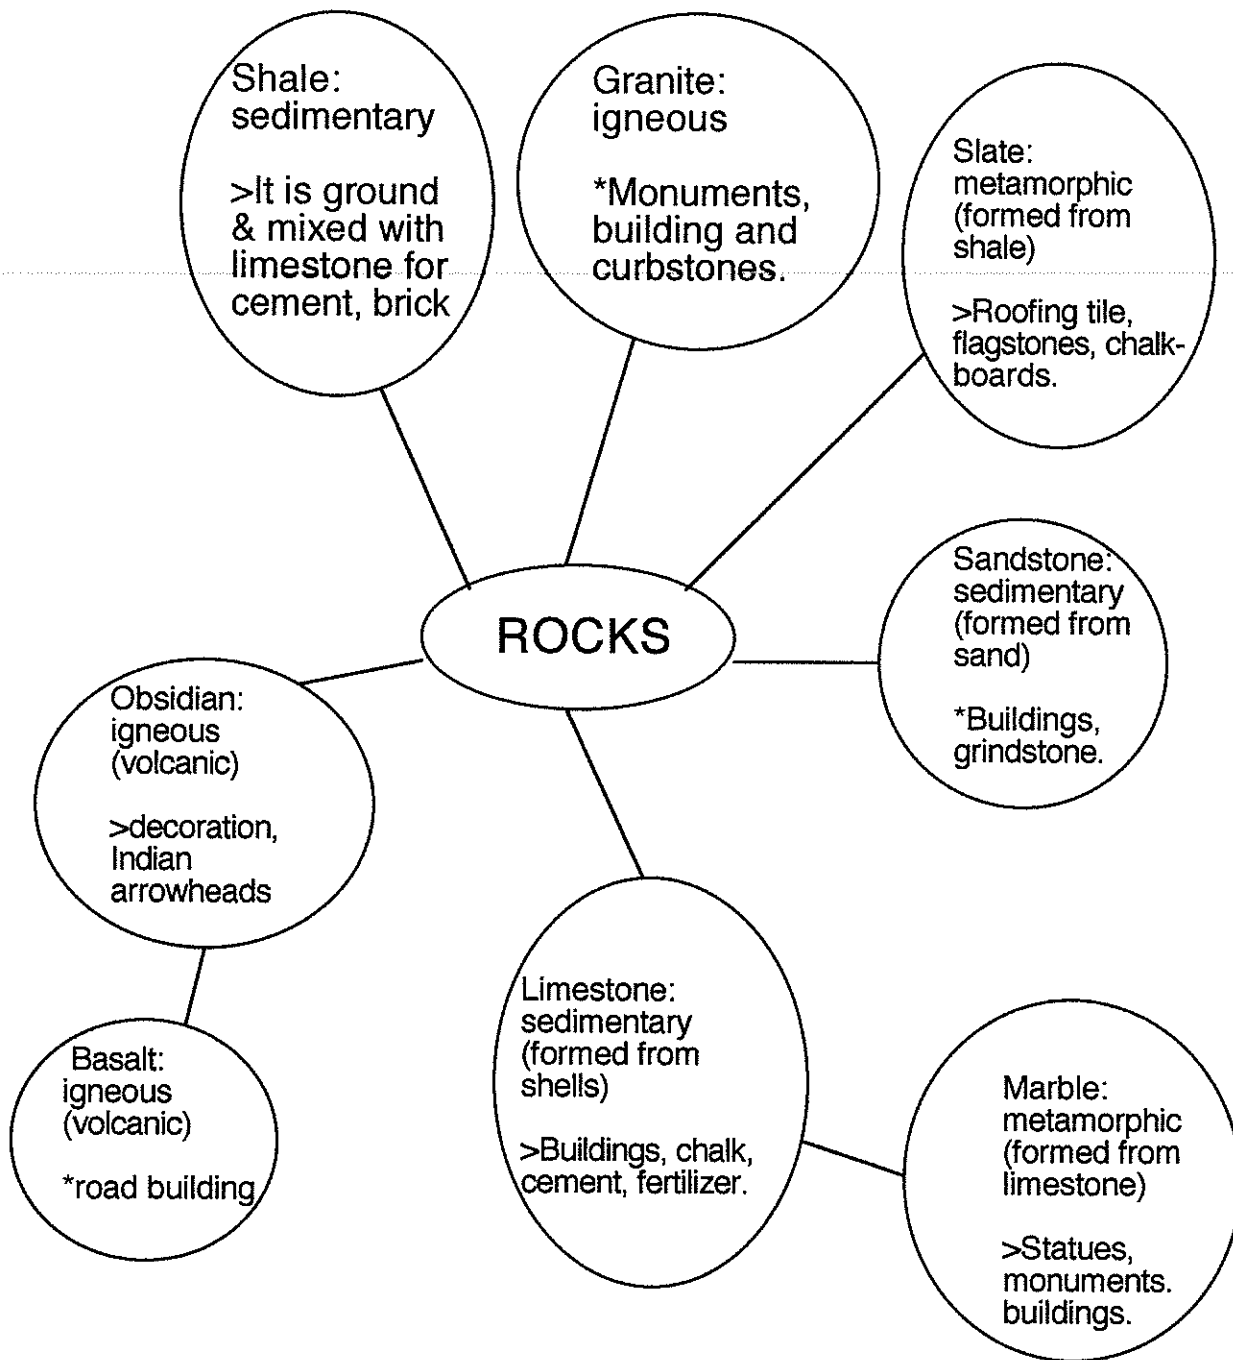 Shale:
sedimentary
>It is ground
& mixed with
limestone for
cement, brick
Granite:
igneous
*Monuments,
building and
curbstones.
Slate:
metamorphic
(formed from
shale)
>Roofing tile,
flagstones, chalk-
boards.
ROCKS
Sandstone:
sedimentary
(formed from
sand)
*Buildings,
grindstone.
Obsidian:
igneous
(volcanic)
>decoration,
Indian
arrowheads
Basalt:
igneous
(volcanic)
*road building
Limestone:
sedimentary
(formed from
shells)
>Buildings, chalk,
cement, fertilizer.
Marble:
metamorphic
(formed from
limestone)
>Statues,
monuments.
buildings.